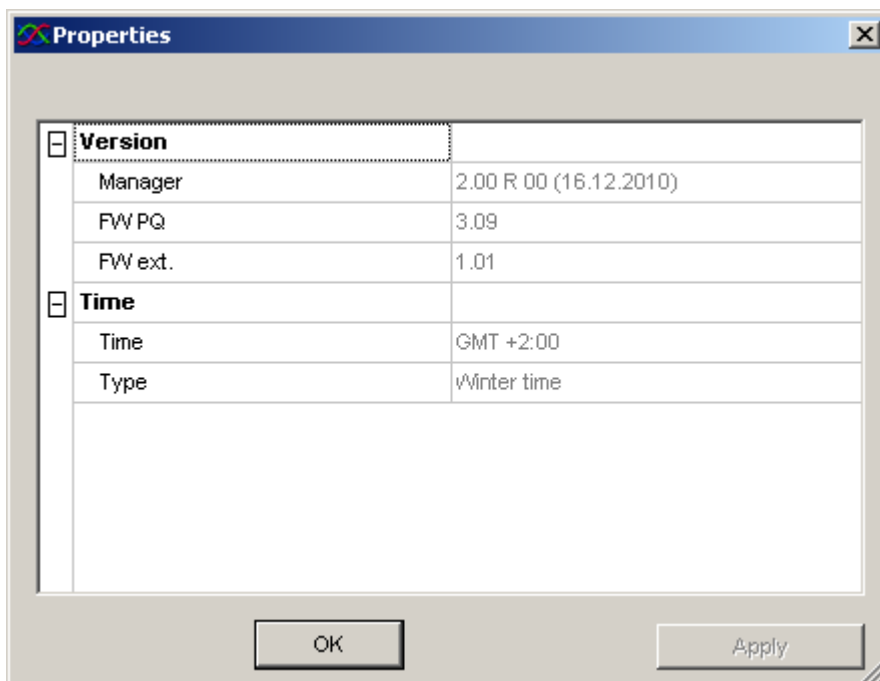 Properties
Version
Manager 2.00 R 00 (16.12.2010)
FW PQ 3.09
FW ext. 1.01
Time
Time GMT +2:00
Type Winter time
OK Apply